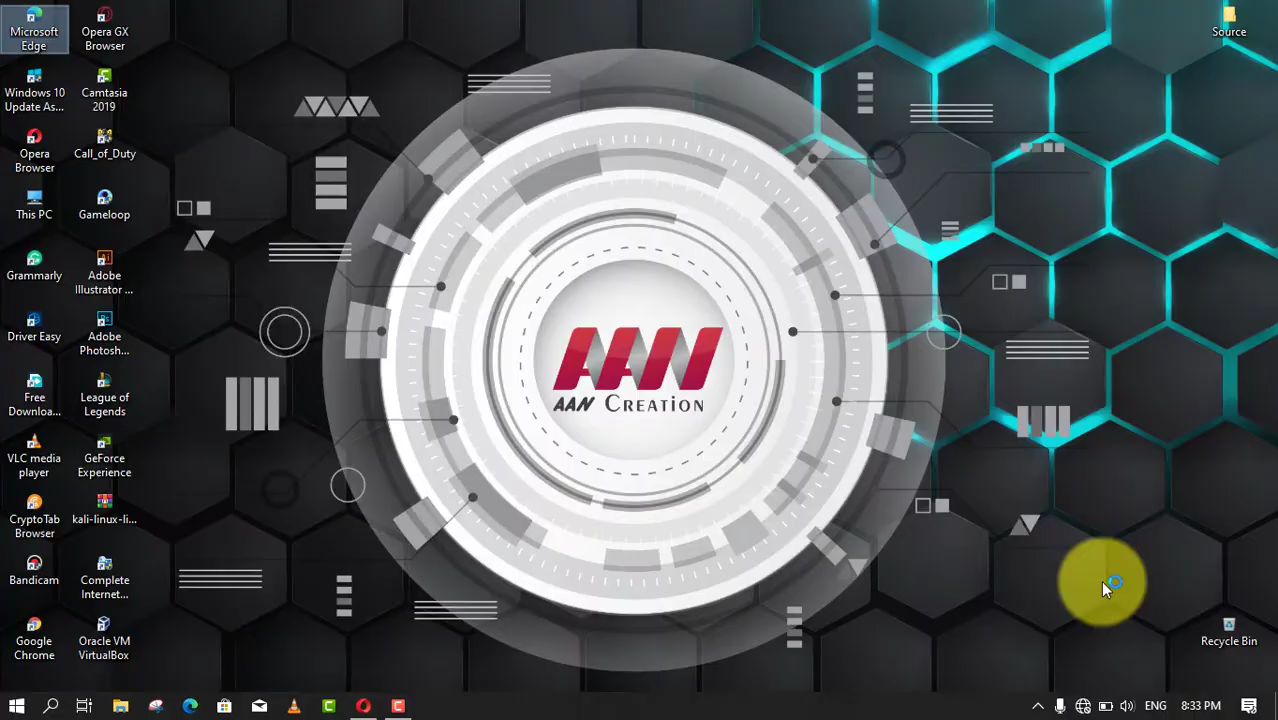 Microsoft
Edge
Opera GX
Browser
Source
Windows 10
Update As...
Camtasia
2019
Opera
Browser
Call_of_Duty
This PC
Gameloop
Grammarly
Adobe
Illustrator ...
Driver Easy
Adobe
Photosh...
Free
Downloa...
League of
Legends
VLC media
player
GeForce
Experience
CryptoTab
Browser
kali-linux-li...
Bandicam
Complete
Internet...
Google
Chrome
Oracle VM
VirtualBox
Recycle Bin
AAN
AAN CREATiON
ENG
8:33 PM